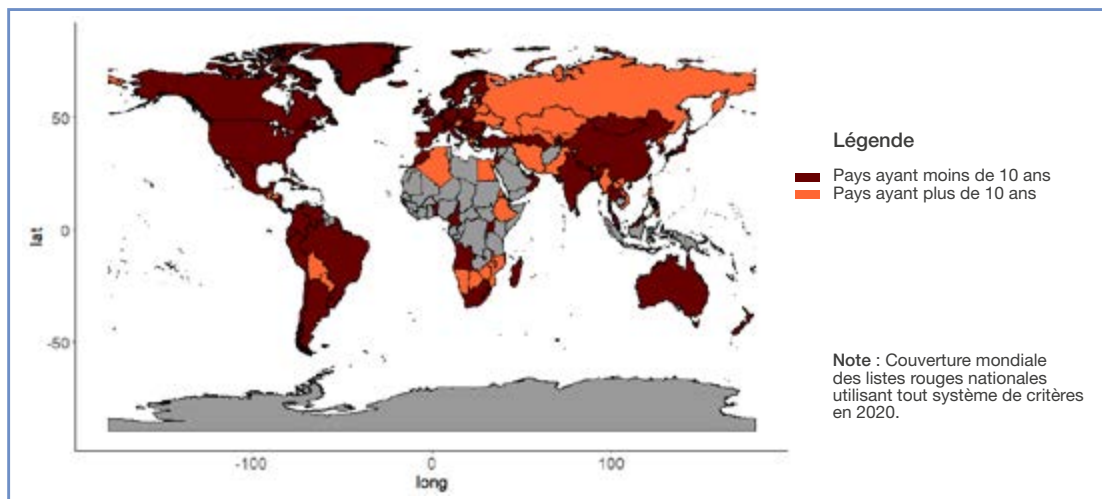 50
0
-50
lat
-100
0
100
long
Légende
Pays ayant moins de 10 ans
Pays ayant plus de 10 ans
Note : Couverture mondiale
des listes rouges nationales
utilisant tout système de critères
en 2020.